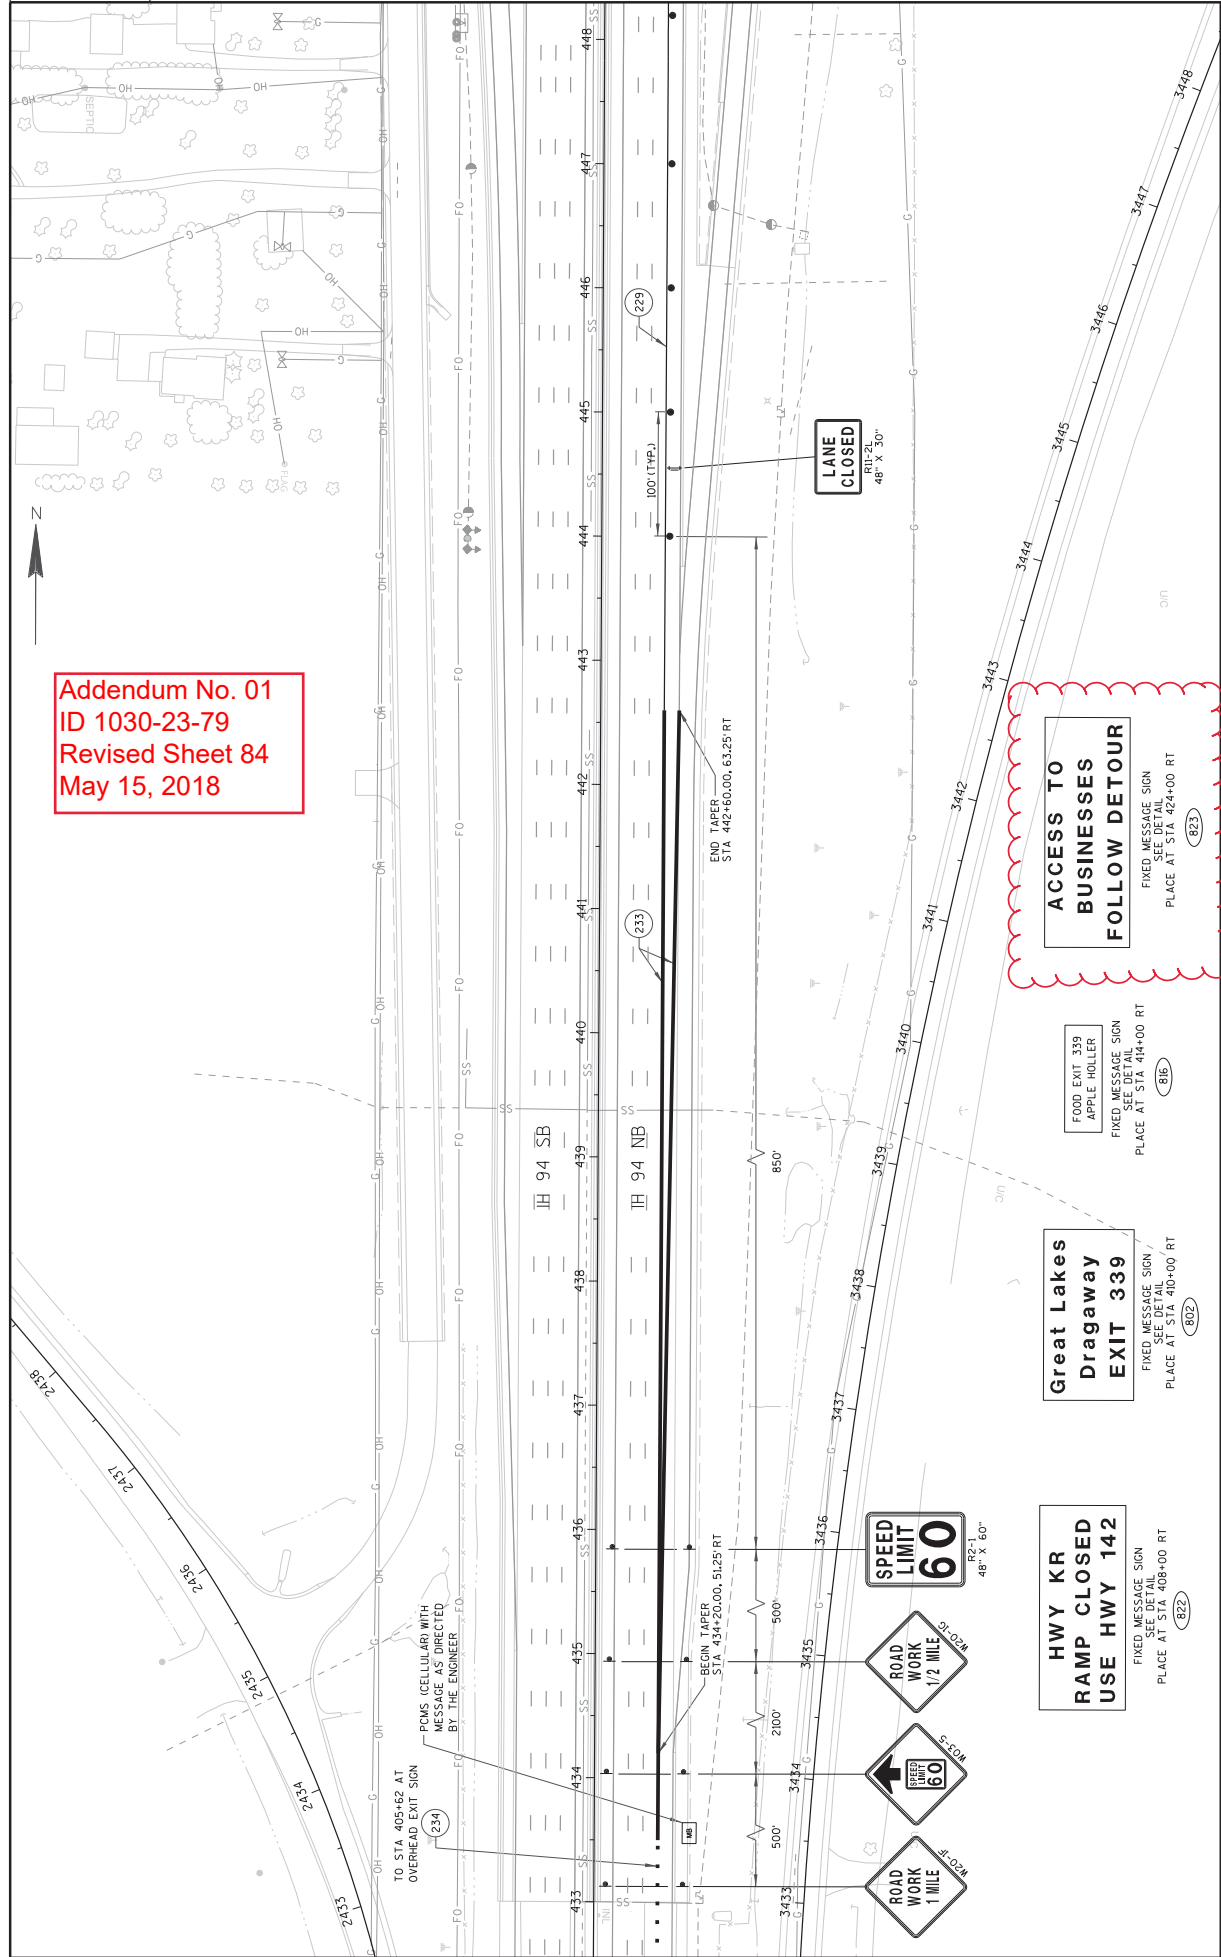 Addendum No. 01
ID 1030-23-79
Revised Sheet 84
May 15, 2018
N
SEPTIC
FLAG
448
447
446
445
444
443
442
441
440
439
438
437
436
435
434
433
IH 94 SB
IH 94 NB
229
233
234
100' (TYP.)
LANE
CLOSED
R11-2L
48" X 30"
END TAPER
STA 442+60.00, 63.25' RT
850'
BEGIN TAPER
STA 434+20.00, 51.25' RT
PCMS (CELLULAR) WITH
MESSAGE AS DIRECTED
BY THE ENGINEER
TO STA 405+62 AT
OVERHEAD EXIT SIGN
MB
500'
2100'
500'
SPEED
LIMIT
60
R2-1
48" X 60"
ROAD
WORK
1/2 MILE
W20-1G
SPEED
LIMIT
60
W03-5
ROAD
WORK
1 MILE
W20-1F
2438
2437
2436
2435
2434
2433
3448
3447
3446
3445
3444
3443
3442
3441
3440
3439
3438
3437
3436
3435
3434
3433
U/C
U/C
INL
ACCESS TO
BUSINESSES
FOLLOW DETOUR
FIXED MESSAGE SIGN
SEE DETAIL
PLACE AT STA 424+00 RT
823
FOOD EXIT 339
APPLE HOLLER
FIXED MESSAGE SIGN
SEE DETAIL
PLACE AT STA 414+00 RT
816
Great Lakes
Dragaway
EXIT 339
FIXED MESSAGE SIGN
SEE DETAIL
PLACE AT STA 410+00 RT
802
HWY KR
RAMP CLOSED
USE HWY 142
FIXED MESSAGE SIGN
SEE DETAIL
PLACE AT STA 408+00 RT
822